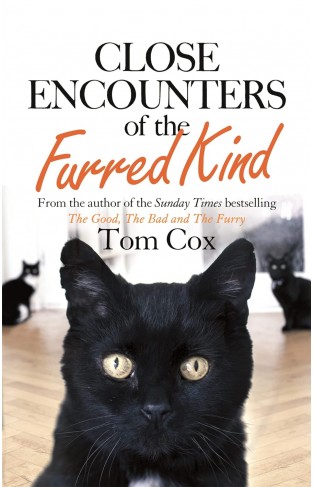 CLOSE
ENCOUNTERS
of the
Furred Kind
From the author of the Sunday Times bestselling
The Good, The Bad and The Furry
Tom Cox